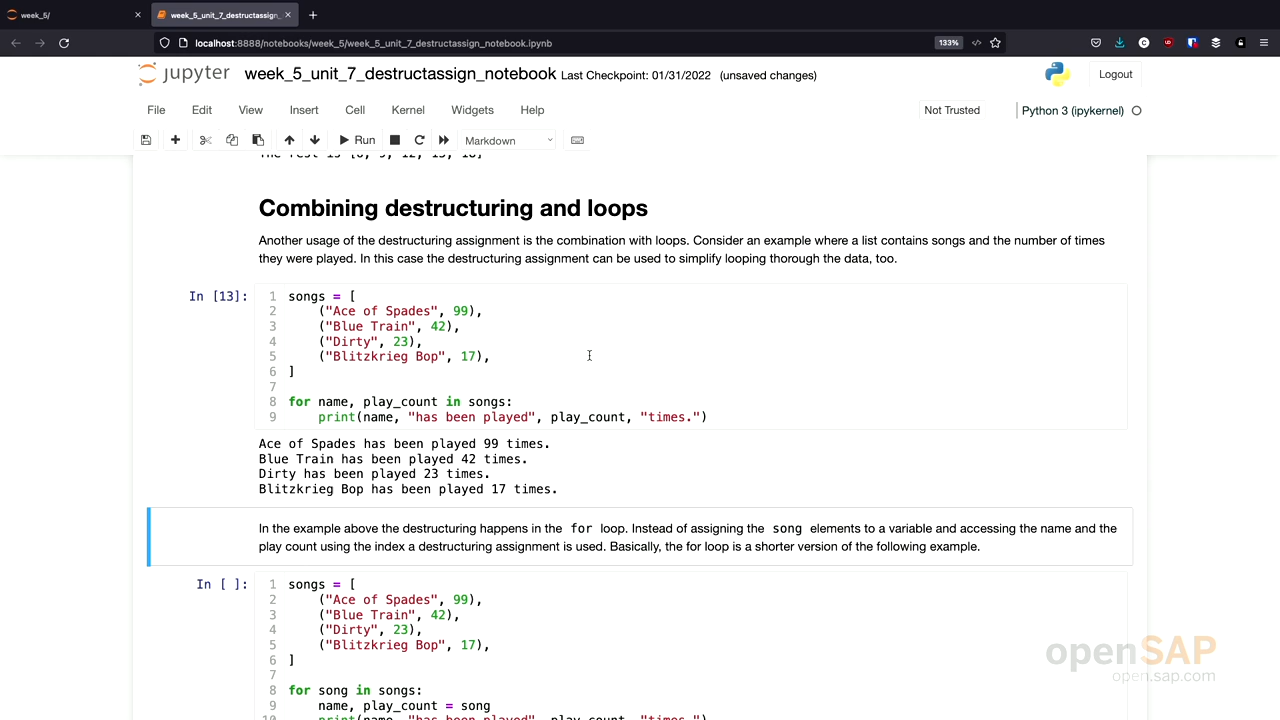 week_5/
week_5_unit_7_destructassign_
localhost:8888/notebooks/week_5/week_5_unit_7_destructassign_notebook.ipynb
133%
jupyter week_5_unit_7_destructassign_notebook Last Checkpoint: 01/31/2022 (unsaved changes)
Logout
File Edit View Insert Cell Kernel Widgets Help
Not Trusted
Python 3 (ipykernel)
Run
Markdown
Combining destructuring and loops
Another usage of the destructuring assignment is the combination with loops. Consider an example where a list contains songs and the number of times
they were played. In this case the destructuring assignment can be used to simplify looping thorough the data, too.
In [13]:
1 songs = [
2 ("Ace of Spades", 99),
3 ("Blue Train", 42),
4 ("Dirty", 23),
5 ("Blitzkrieg Bop", 17),
6 ]
7
8 for name, play_count in songs:
9 print(name, "has been played", play_count, "times.")
Ace of Spades has been played 99 times.
Blue Train has been played 42 times.
Dirty has been played 23 times.
Blitzkrieg Bop has been played 17 times.
In the example above the destructuring happens in the for loop. Instead of assigning the song elements to a variable and accessing the name and the
play count using the index a destructuring assignment is used. Basically, the for loop is a shorter version of the following example.
In [ ]:
1 songs = [
2 ("Ace of Spades", 99),
3 ("Blue Train", 42),
4 ("Dirty", 23),
5 ("Blitzkrieg Bop", 17),
6 ]
7
8 for song in songs:
9 name, play_count = song
10 print(name, "has been played", play_count, "times.")
openSAP
open.sap.com